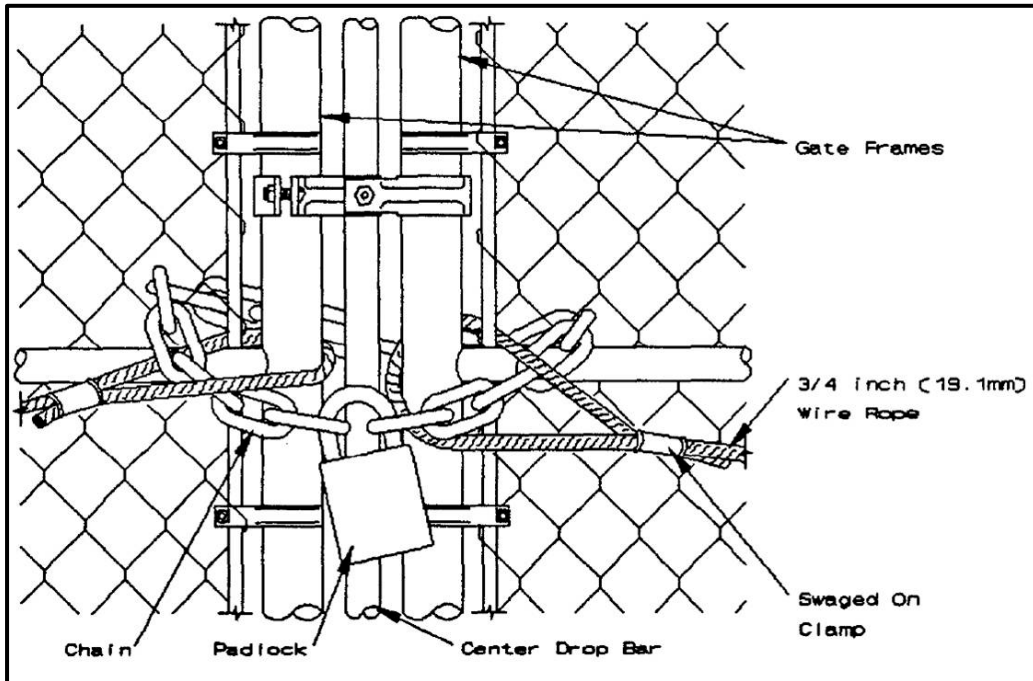 Gate Frames
3/4 inch (19.1mm)
Wire Rope
Swaged On
Clamp
Chain
Padlock
Center Drop Bar